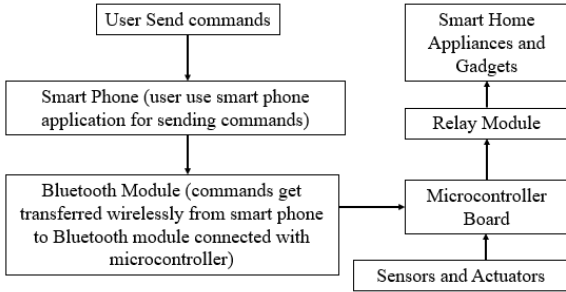 User Send commands
Smart Phone (user use smart phone
application for sending commands)
Bluetooth Module (commands get
transferred wirelessly from smart phone
to Bluetooth module connected with
microcontroller)
Smart Home
Appliances and
Gadgets
Relay Module
Microcontroller
Board
Sensors and Actuators